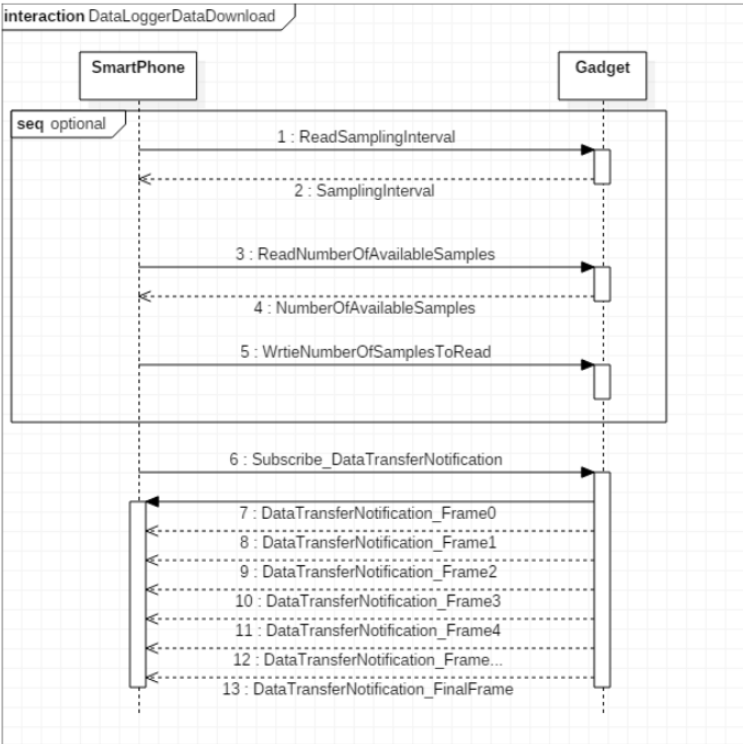 interaction DataLoggerDataDownload
SmartPhone
Gadget
seq optional
1 : ReadSamplingInterval
2 : SamplingInterval
3 : ReadNumberOfAvailableSamples
4 : NumberOfAvailableSamples
5 : WrtieNumberOfSamplesToRead
6 : Subscribe_DataTransferNotification
7 : DataTransferNotification_Frame0
8 : DataTransferNotification_Frame1
9 : DataTransferNotification_Frame2
10 : DataTransferNotification_Frame3
11 : DataTransferNotification_Frame4
12 : DataTransferNotification_Frame...
13 : DataTransferNotification_FinalFrame